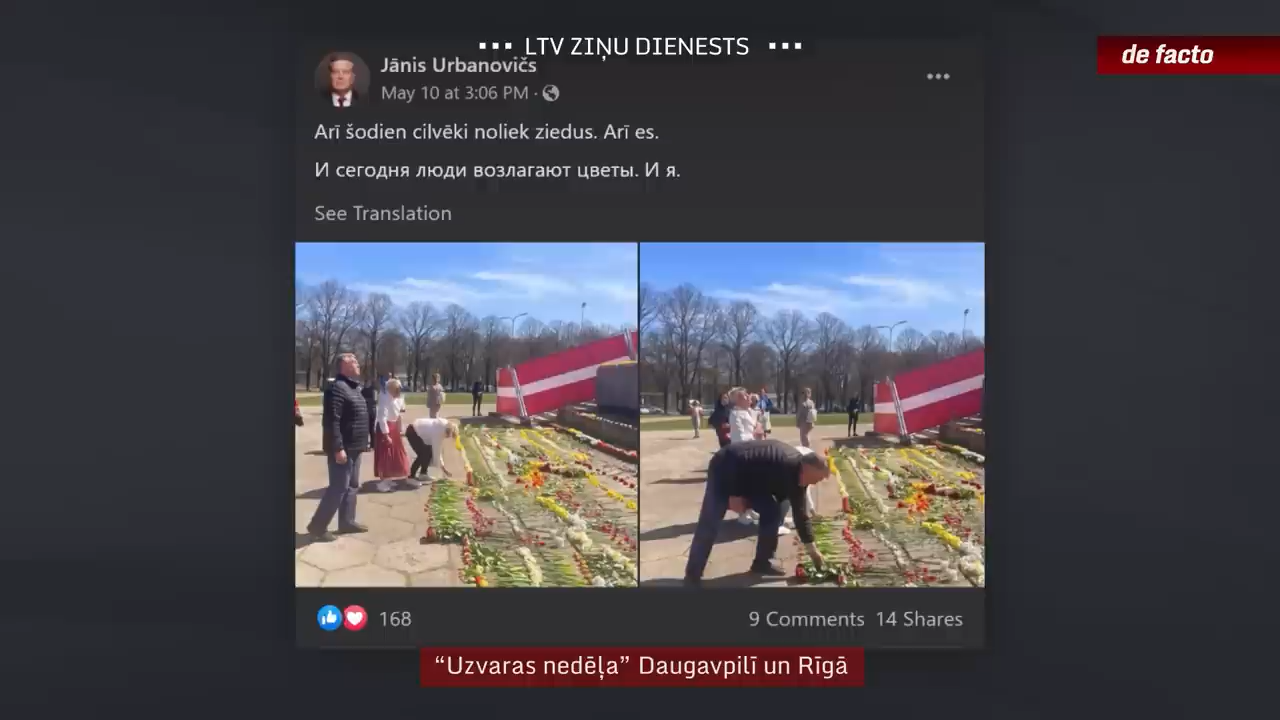 LTV ZIŅU DIENESTS
de facto
Jānis Urbanovičs
May 10 at 3:06 PM ·
Arī šodien cilvēki noliek ziedus. Arī es.
И сегодня люди возлагают цветы. И я.
See Translation
168
9 Comments 14 Shares
“Uzvaras nedēļa” Daugavpilī un Rīgā